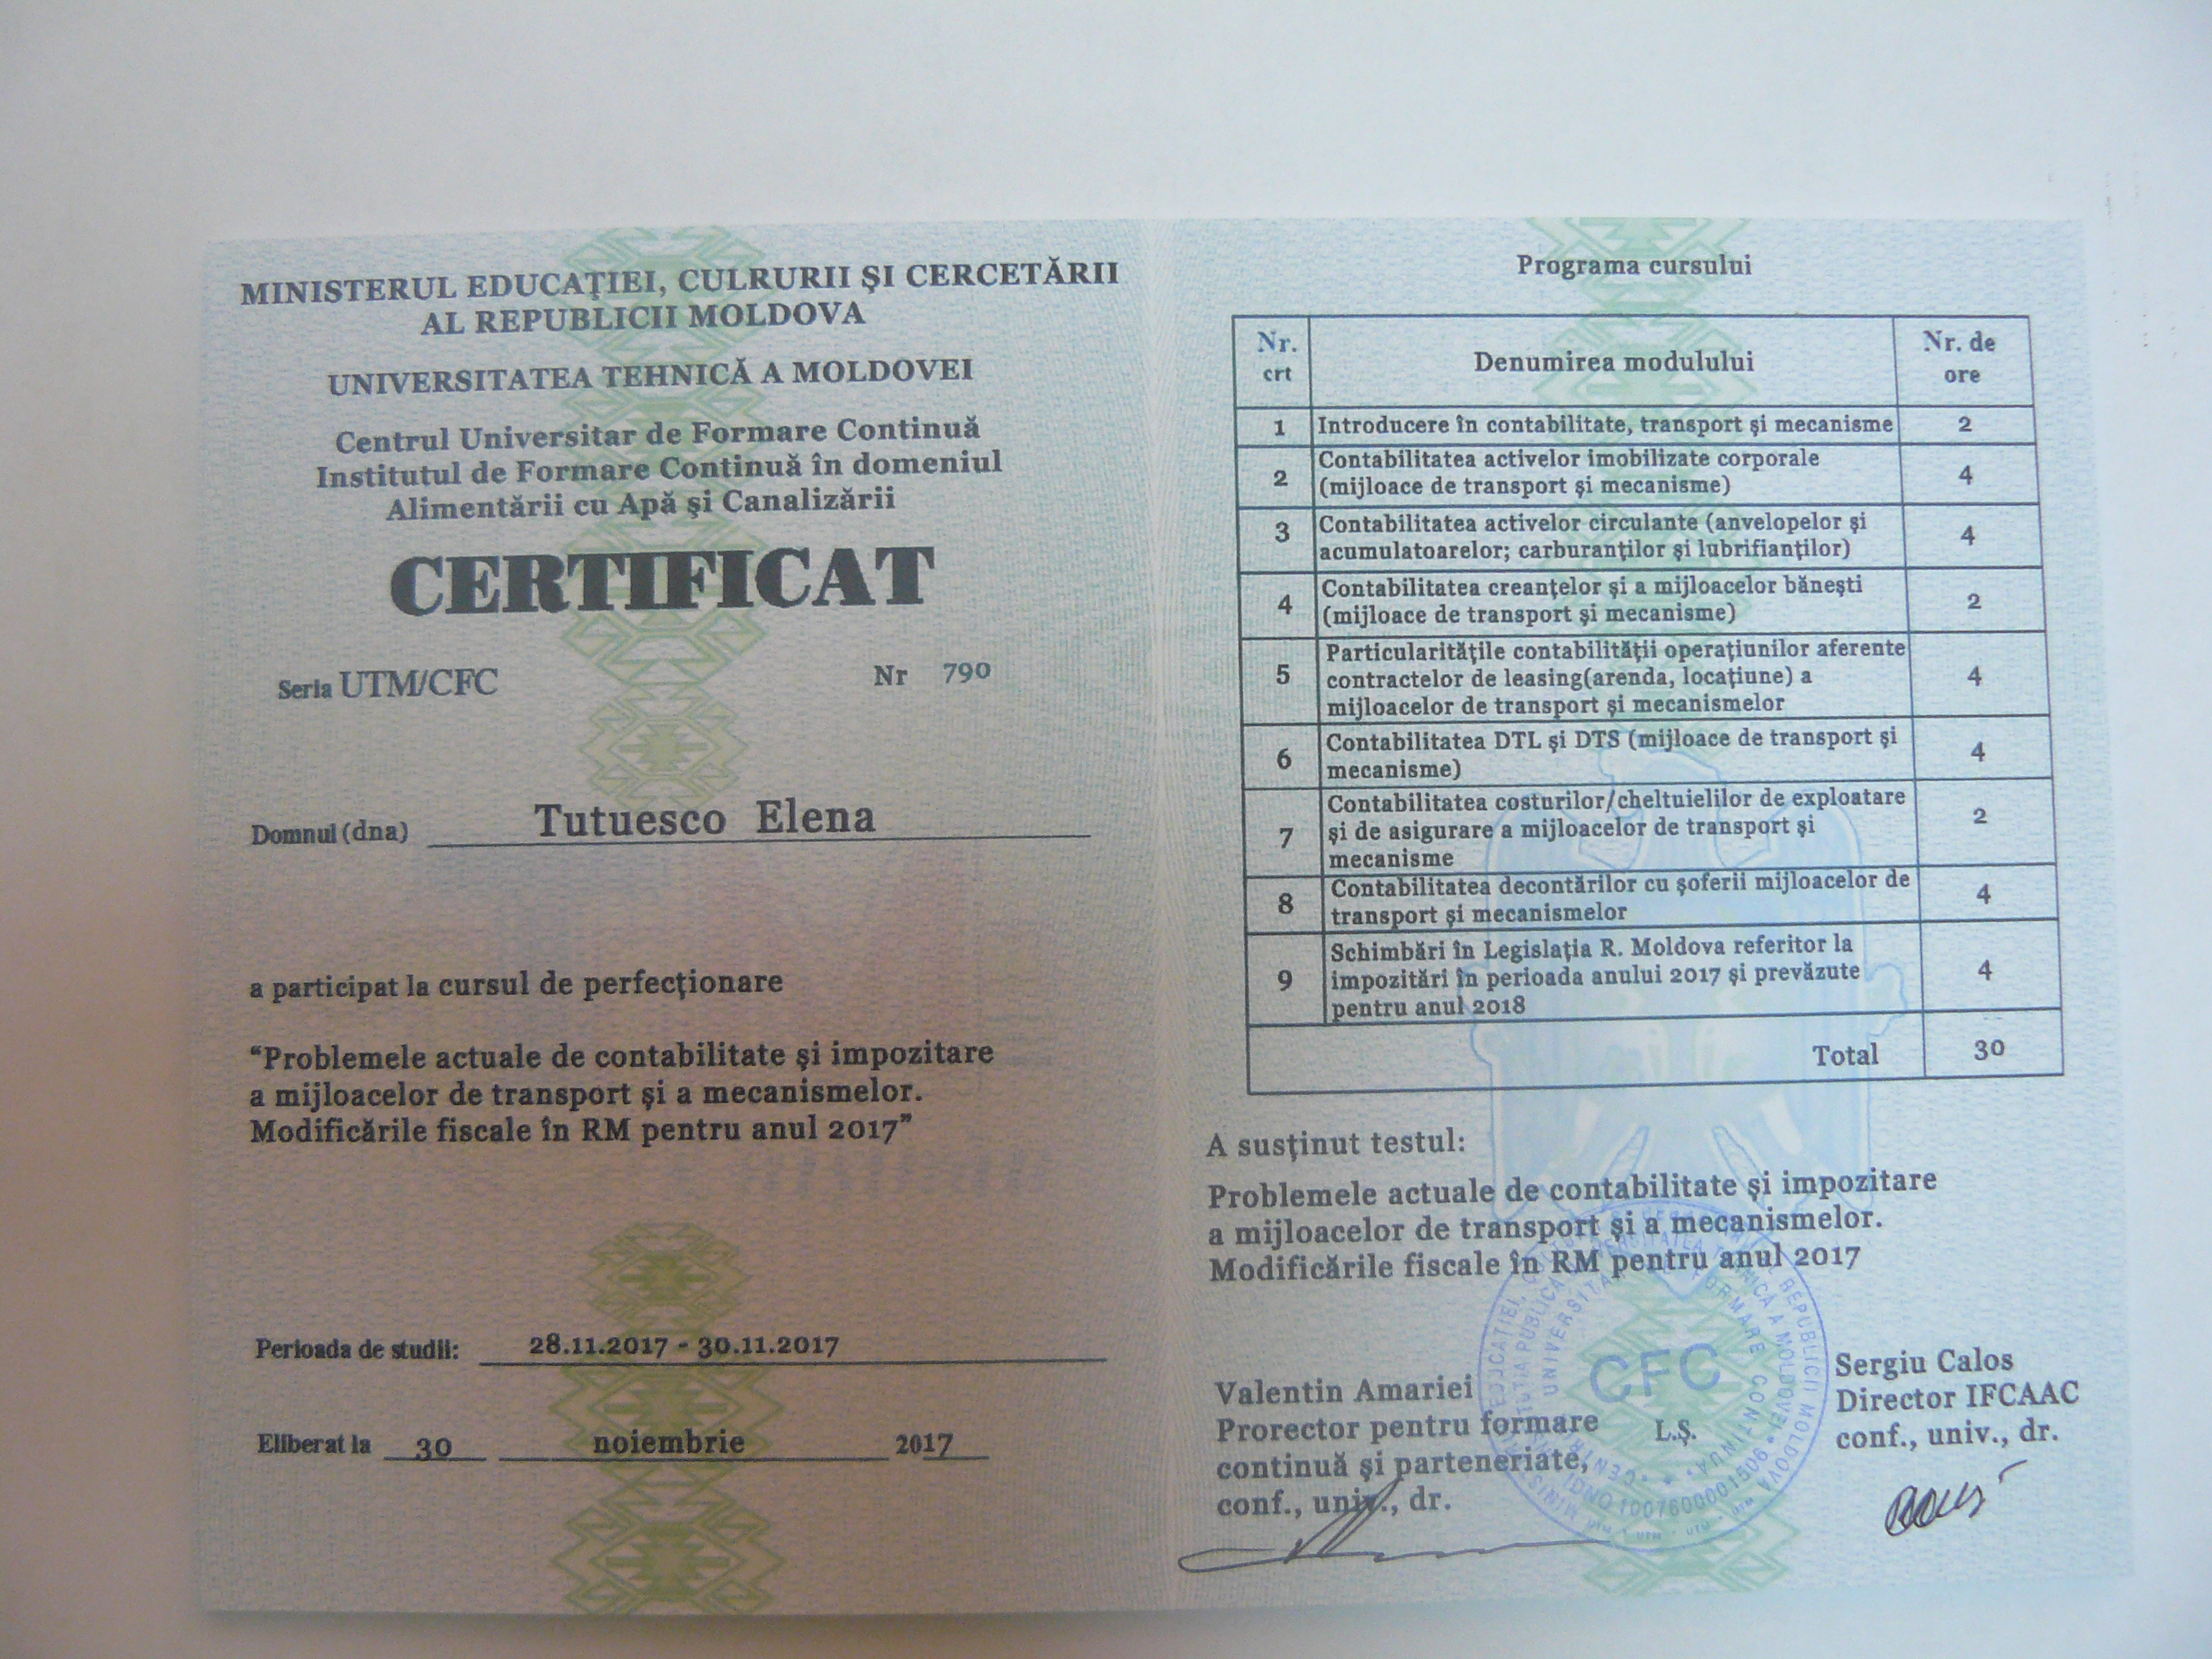 MINISTERUL EDUCAŢIEI, CULRURII ŞI CERCETĂRII
AL REPUBLICII MOLDOVA
UNIVERSITATEA TEHNICĂ A MOLDOVEI
Centrul Universitar de Formare Continuă
Institutul de Formare Continuă în domeniul
Alimentării cu Apă şi Canalizării
CERTIFICAT
Seria UTM/CFC Nr 790
Domnul (dna) Tutuesco Elena
a participat la cursul de perfecţionare
“Problemele actuale de contabilitate şi impozitare
a mijloacelor de transport şi a mecanismelor.
Modificările fiscale în RM pentru anul 2017”
Perioada de studii: 28.11.2017 - 30.11.2017
Eliberat la 30 noiembrie 2017
Programa cursului
Nr. crt Denumirea modulului Nr. de ore
1 Introducere în contabilitate, transport şi mecanisme 2
2 Contabilitatea activelor imobilizate corporale
(mijloace de transport şi mecanisme) 4
3 Contabilitatea activelor circulante (anvelopelor şi
acumulatoarelor; carburanţilor şi lubrifianţilor) 4
4 Contabilitatea creanţelor şi a mijloacelor băneşti
(mijloace de transport şi mecanisme) 2
5 Particularităţile contabilităţii operaţiunilor aferente
contractelor de leasing(arenda, locaţiune) a
mijloacelor de transport şi mecanismelor 4
6 Contabilitatea DTL şi DTS (mijloace de transport şi
mecanisme) 4
7 Contabilitatea costurilor/cheltuielilor de exploatare
şi de asigurare a mijloacelor de transport şi
mecanisme 2
8 Contabilitatea decontărilor cu şoferii mijloacelor de
transport şi mecanismelor 4
9 Schimbări în Legislaţia R. Moldova referitor la
impozitări în perioada anului 2017 şi prevăzute
pentru anul 2018 4
Total 30
A susţinut testul:
Problemele actuale de contabilitate şi impozitare
a mijloacelor de transport şi a mecanismelor.
Modificările fiscale în RM pentru anul 2017
Valentin Amariei
Prorector pentru formare
continuă şi parteneriate,
conf., univ., dr.
CFC
L.Ş.
Sergiu Calos
Director IFCAAC
conf., univ., dr.